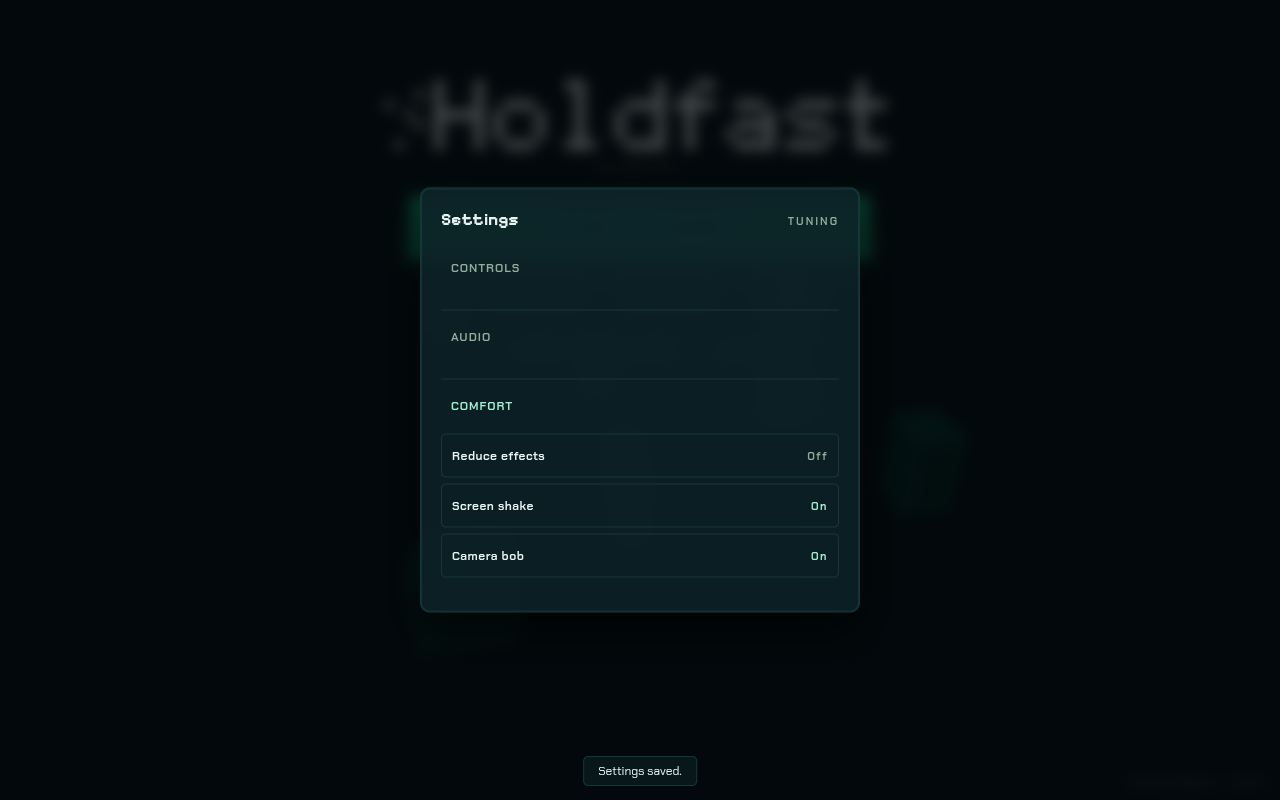 Holdfast
Settings
TUNING
CONTROLS
AUDIO
COMFORT
Reduce effects Off
Screen shake On
Camera bob On
Settings saved.